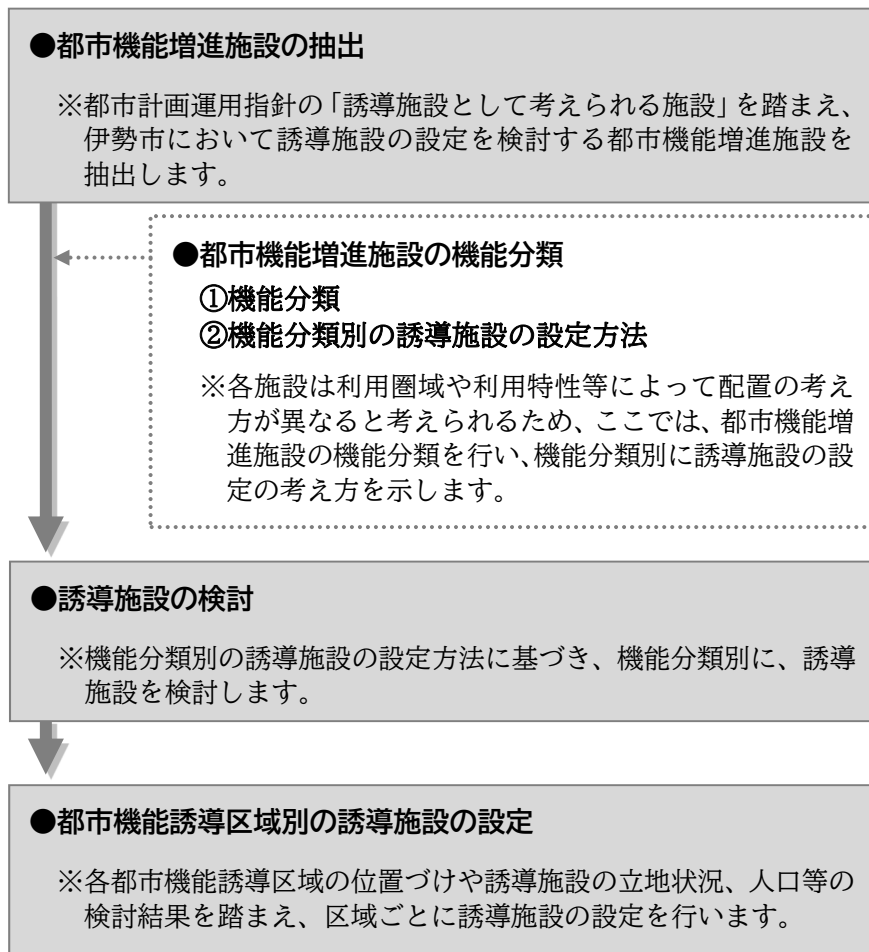 ●都市機能増進施設の抽出
※都市計画運用指針の「誘導施設として考えられる施設」を踏まえ、
伊勢市において誘導施設の設定を検討する都市機能増進施設を
抽出します。
●都市機能増進施設の機能分類
①機能分類
②機能分類別の誘導施設の設定方法
※各施設は利用圏域や利用特性等によって配置の考え
方が異なると考えられるため、ここでは、都市機能増
進施設の機能分類を行い、機能分類別に誘導施設の設
定の考え方を示します。
●誘導施設の検討
※機能分類別の誘導施設の設定方法に基づき、機能分類別に、誘導
施設を検討します。
●都市機能誘導区域別の誘導施設の設定
※各都市機能誘導区域の位置づけや誘導施設の立地状況、人口等の
検討結果を踏まえ、区域ごとに誘導施設の設定を行います。